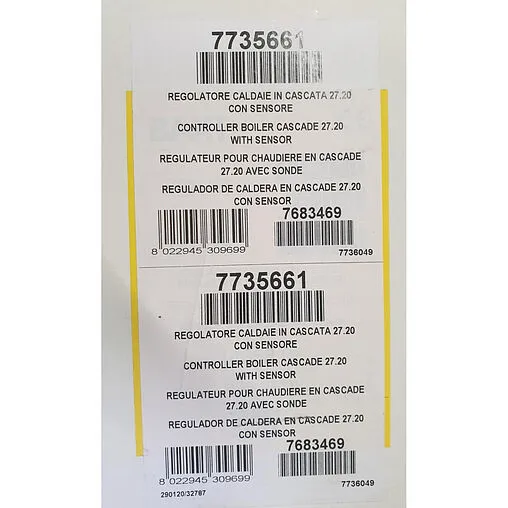 7735661
REGOLATORE CALDAIE IN CASCATA 27.20
CON SENSORE
CONTROLLER BOILER CASCADE 27.20
WITH SENSOR
REGULATEUR POUR CHAUDIERE EN CASCADE
27.20 AVEC SONDE
REGULADOR DE CALDERA EN CASCADE 27.20
CON SENSOR
7683469
8 022945 309699
7736049
7735661
REGOLATORE CALDAIE IN CASCATA 27.20
CON SENSORE
CONTROLLER BOILER CASCADE 27.20
WITH SENSOR
REGULATEUR POUR CHAUDIERE EN CASCADE
27.20 AVEC SONDE
REGULADOR DE CALDERA EN CASCADE 27.20
CON SENSOR
7683469
8 022945 309699
7736049
290120/32787